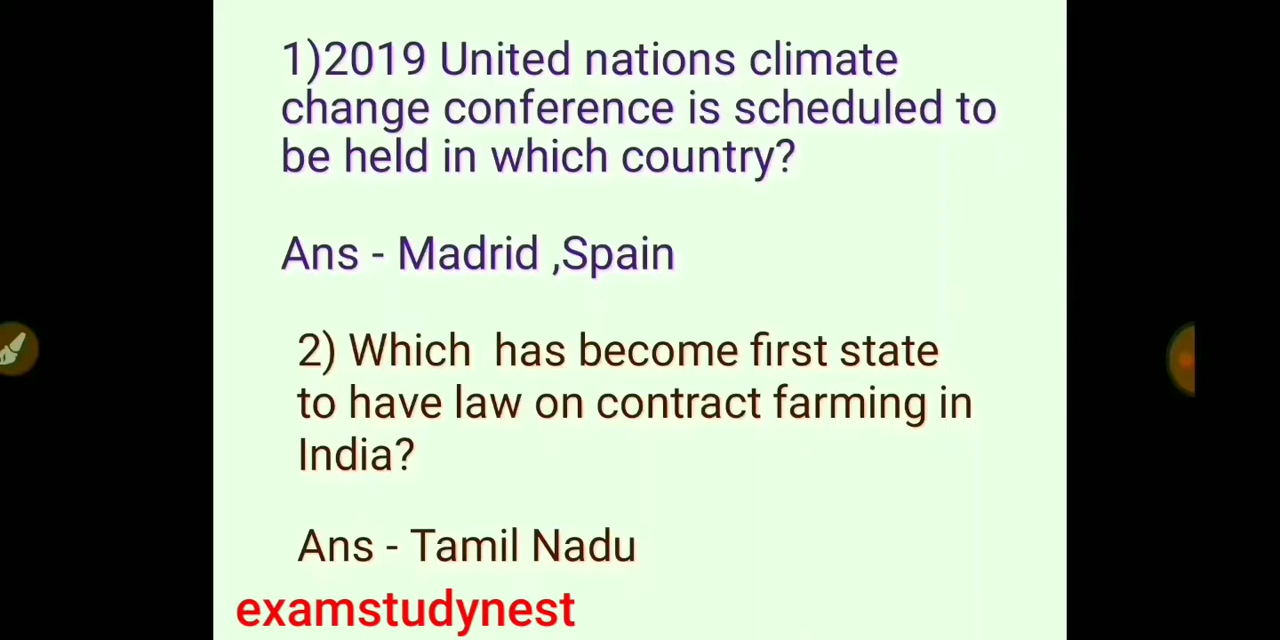 1)2019 United nations climate
change conference is scheduled to
be held in which country?
Ans - Madrid ,Spain
2) Which  has become first state
to have law on contract farming in
India?
Ans - Tamil Nadu
examstudynest